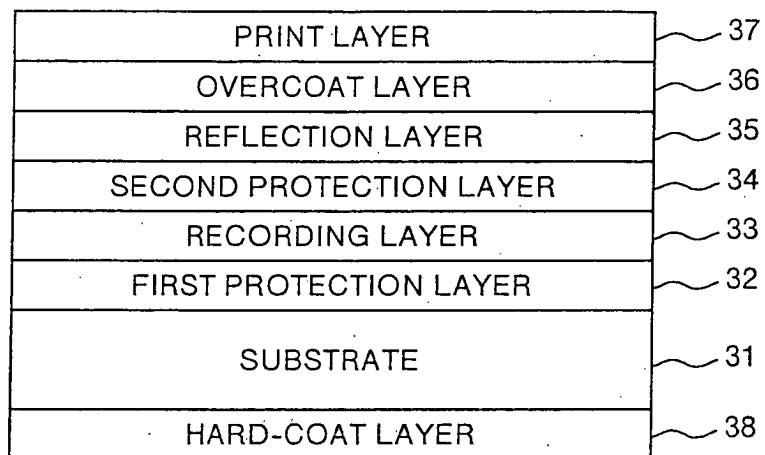 PRINT LAYER 37
OVERCOAT LAYER 36
REFLECTION LAYER 35
SECOND PROTECTION LAYER 34
RECORDING LAYER 33
FIRST PROTECTION LAYER 32
SUBSTRATE 31
HARD-COAT LAYER 38